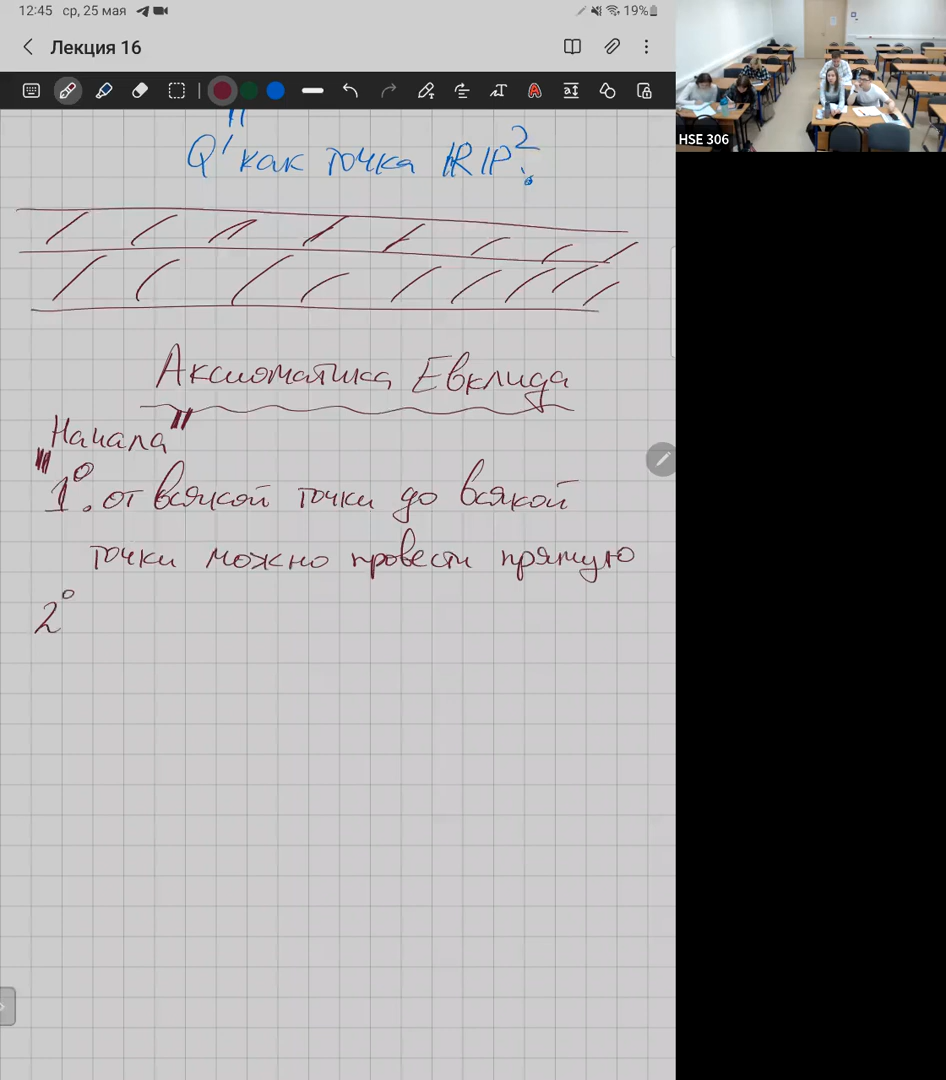 12:45 ср, 25 мая
19%
Лекция 16
HSE 306
Q' как точка ℝℙ².
Аксиоматика Евклида
"Начала"
1°. от всякой точки до всякой
точки можно провести прямую
2°